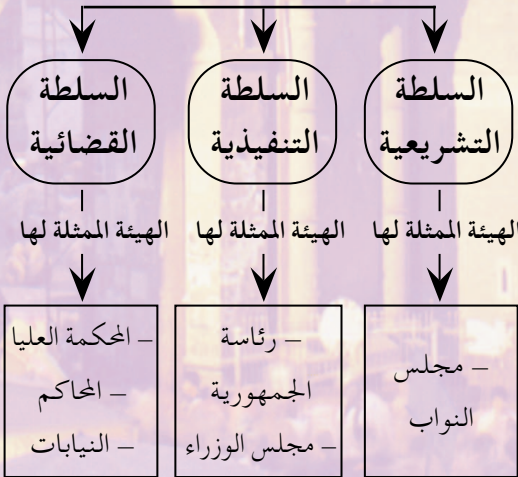 السلطة
التشريعية
الهيئة الممثلة لها
– مجلس
النواب
السلطة
التنفيذية
الهيئة الممثلة لها
– رئاسة
الجمهورية
– مجلس الوزراء
السلطة
القضائية
الهيئة الممثلة لها
– المحكمة العليا
– المحاكم
– النيابات